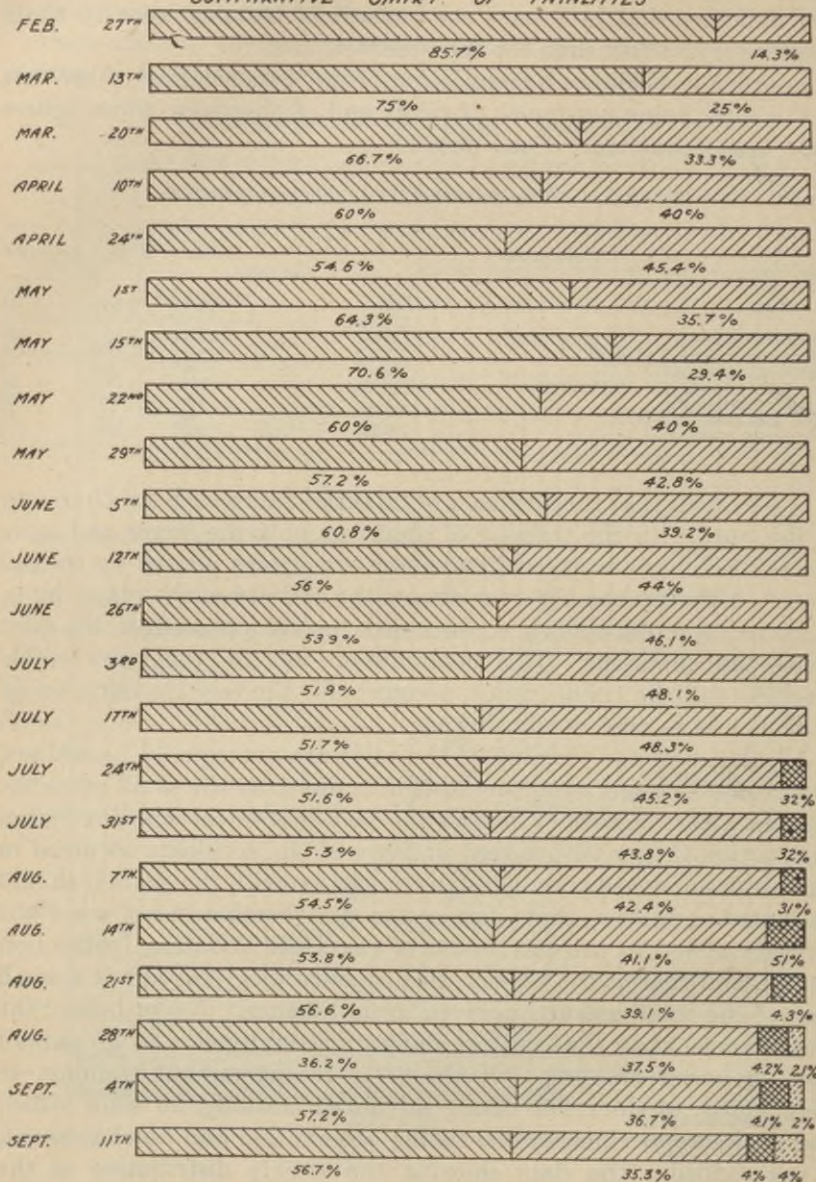 COMPARATIVE CHART OF FATALITIES
FEB. 27TH
85.7% 14.3%
MAR. 13TH
75% 25%
MAR. 20TH
66.7% 33.3%
APRIL 10TH
60% 40%
APRIL 24TH
54.6% 45.4%
MAY 1ST
64.3% 35.7%
MAY 15TH
70.6% 29.4%
MAY 22ND
60% 40%
MAY 29TH
57.2% 42.8%
JUNE 5TH
60.8% 39.2%
JUNE 12TH
56% 44%
JUNE 26TH
53 9% 46.1%
JULY 3RD
51.9% 48.1%
JULY 17TH
51.7% 48.3%
JULY 24TH
51.6% 45.2% 32%
JULY 31ST
5.3% 43.8% 32%
AUG. 7TH
54.5% 42.4% 31%
AUG. 14TH
53.8% 41.1% 51%
AUG. 21ST
56.6% 39.1% 4.3%
AUG. 28TH
36.2% 37.5% 4.2% 2.1%
SEPT. 4TH
57.2% 36.7% 41% 2%
SEPT. 11TH
56.7% 35.3% 4% 4%